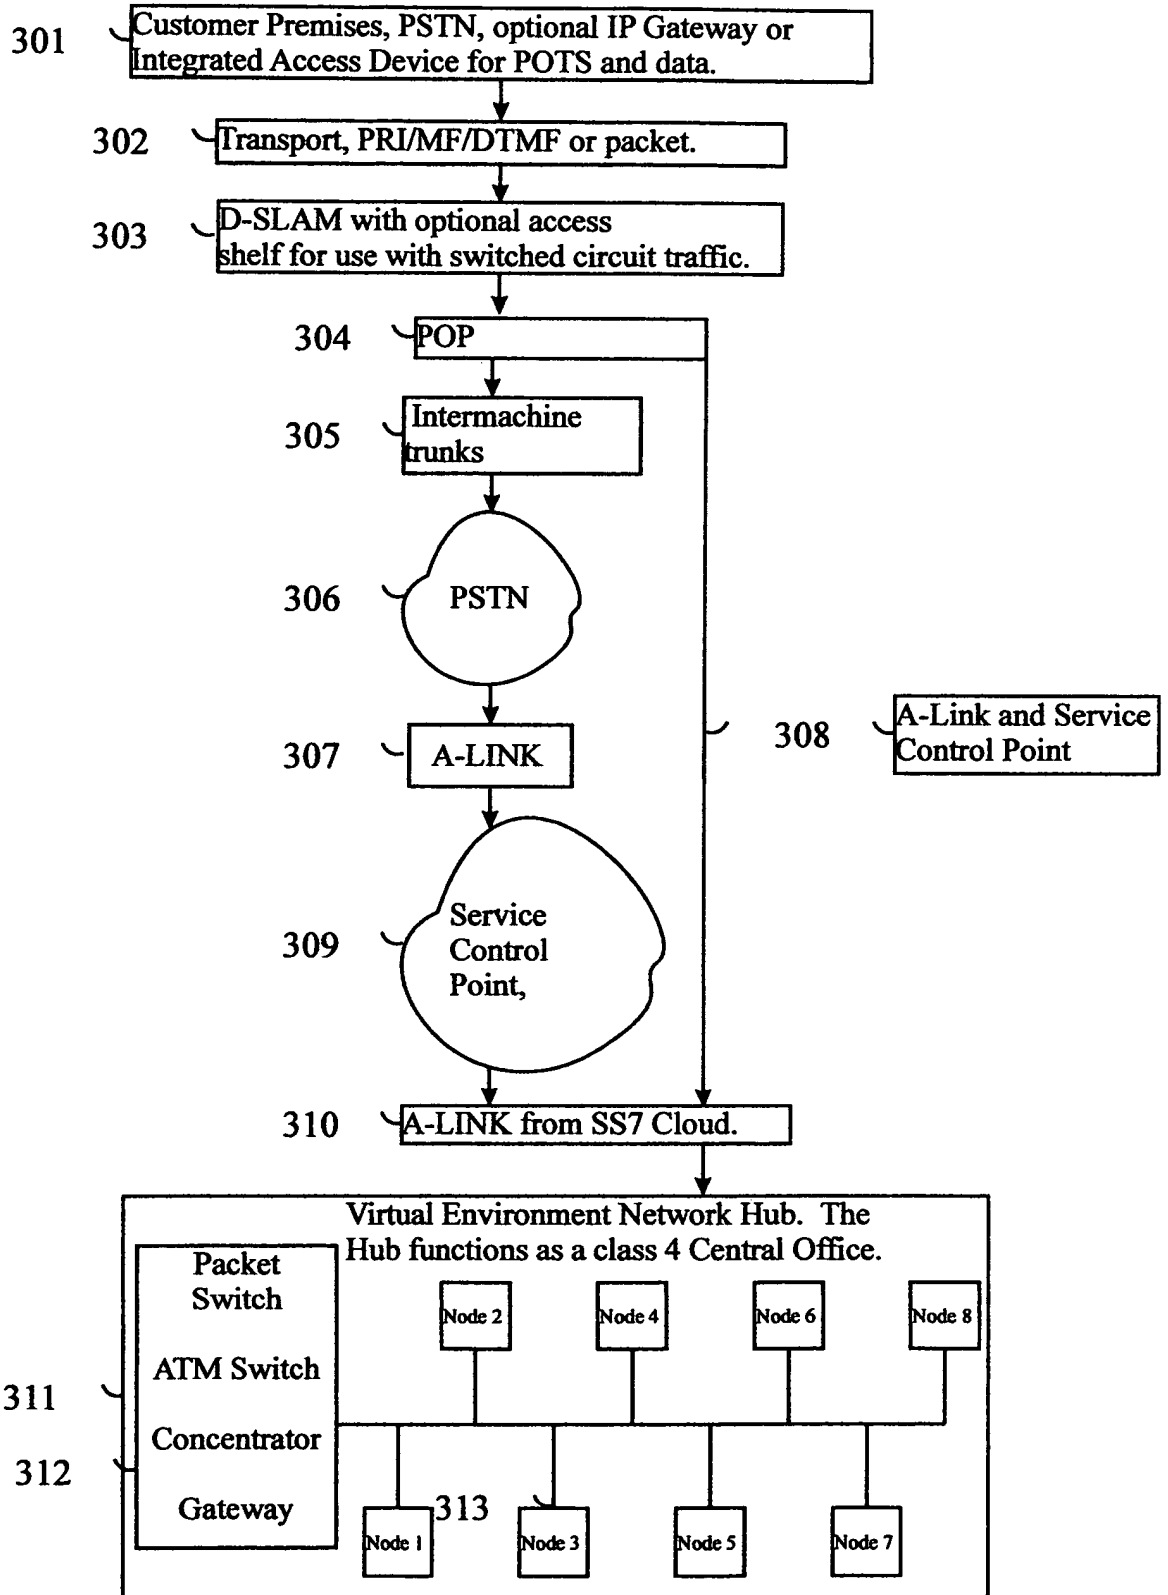 301
Customer Premises, PSTN, optional IP Gateway or
Integrated Access Device for POTS and data.
302
Transport, PRI/MF/DTMF or packet.
303
D-SLAM with optional access
shelf for use with switched circuit traffic.
304
POP
305
Intermachine
trunks
306
PSTN
307
A-LINK
308
A-Link and Service
Control Point
309
Service
Control
Point,
310
A-LINK from SS7 Cloud.
Virtual Environment Network Hub. The
Hub functions as a class 4 Central Office.
Packet
Switch
ATM Switch
Concentrator
Gateway
311
312
Node 2
Node 4
Node 6
Node 8
313
Node 1
Node 3
Node 5
Node 7